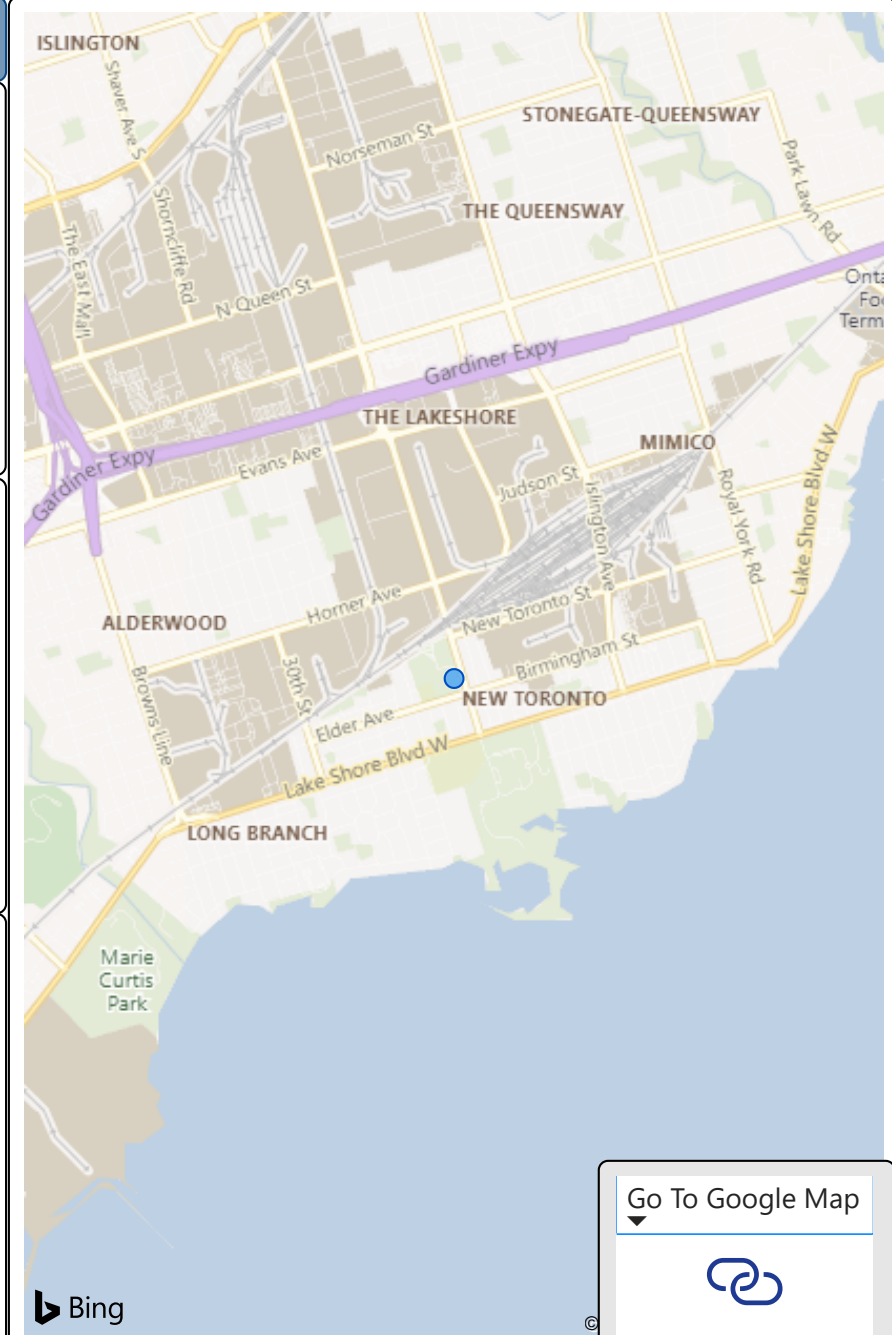 ISLINGTON
Shaver Ave S
STONEGATE-QUEENSWAY
Norseman St
Park Lawn Rd
Shorncliffe Rd
THE QUEENSWAY
The East Mall
N Queen St
Gardiner Expy
THE LAKESHORE
MIMICO
Evans Ave
Gardiner Expy
Judson St
Islington Ave
Royal York Rd
Lake Shore Blvd W
Horner Ave
New Toronto St
ALDERWOOD
Birmingham St
30th St
Browns Line
NEW TORONTO
Elder Ave
Lake Shore Blvd W
LONG BRANCH
Marie
Curtis
Park
Go To Google Map
Bing
©